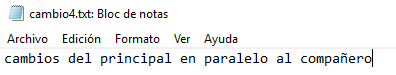 cambio4.txt: Bloc de notas
Archivo Edición Formato Ver Ayuda
cambios del principal en paralelo al compañero